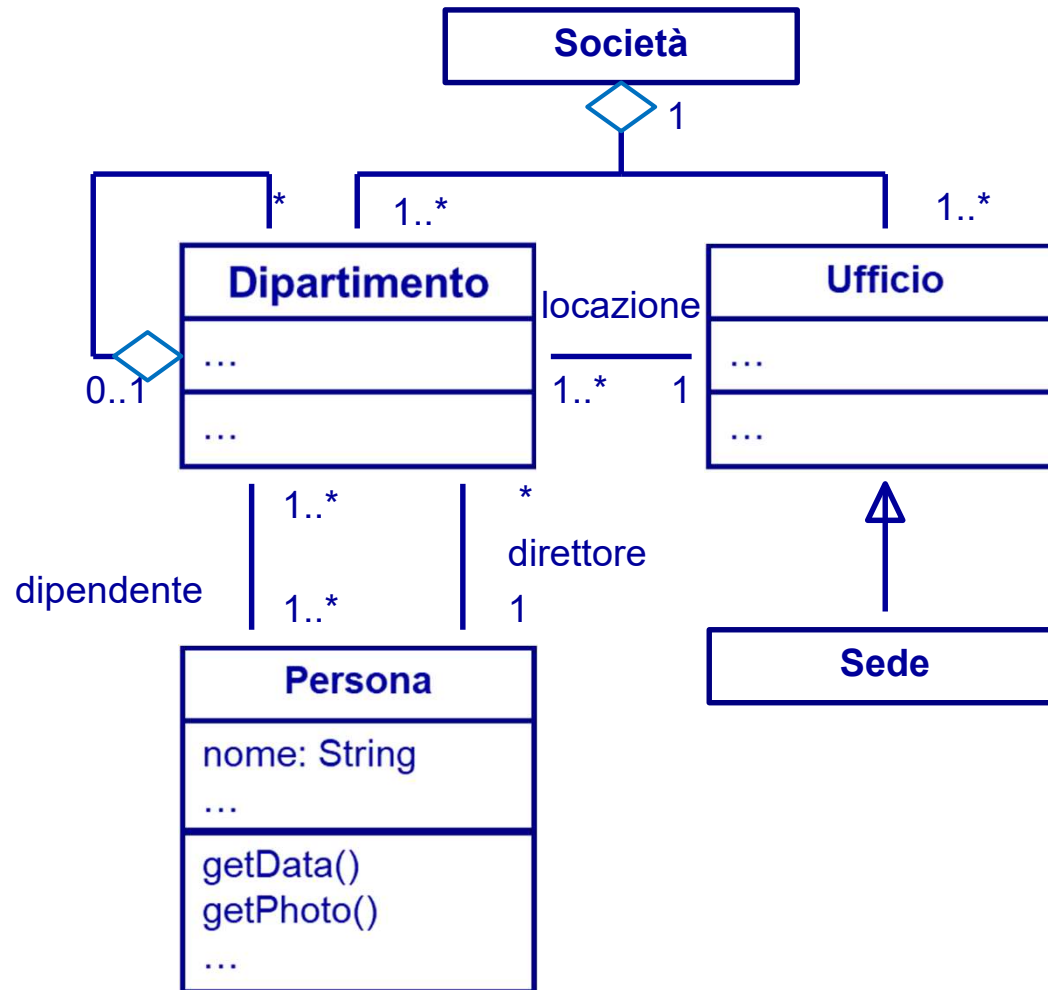 Società
1
*
1..*
1..*
Dipartimento
Ufficio
locazione
...
...
0..1
1..*
1
...
...
1..*
*
direttore
dipendente
1..*
1
Persona
Sede
nome: String
...
getData()
getPhoto()
...